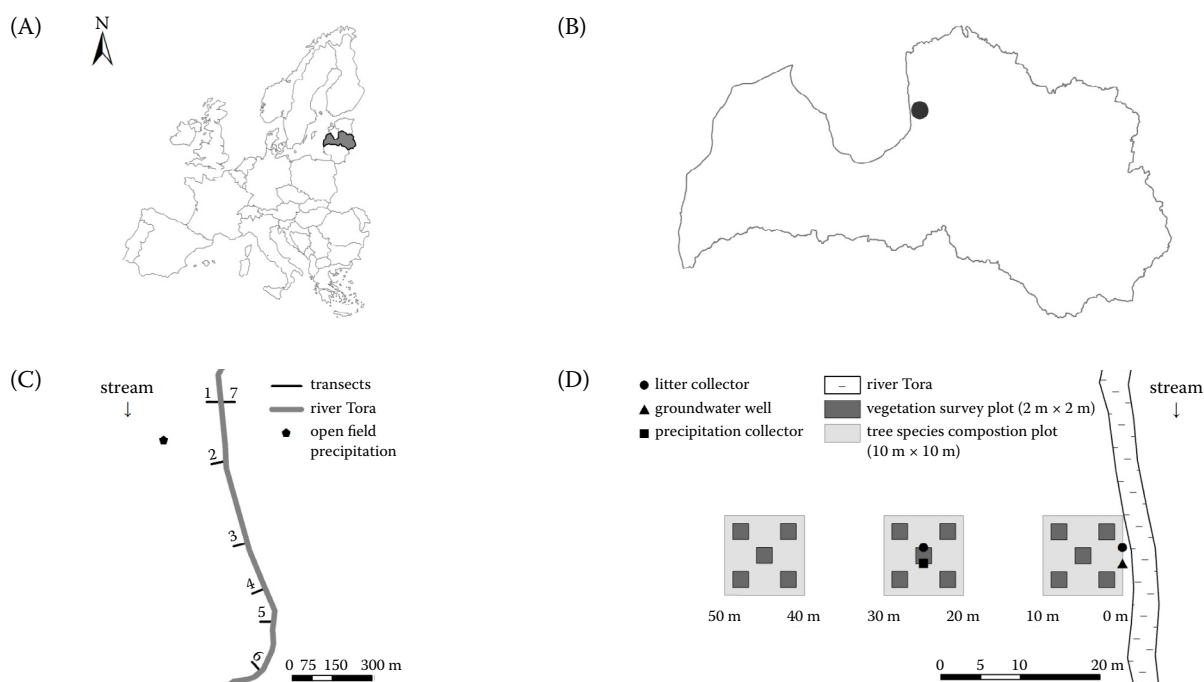 (A)
N
(B)
(C)
stream
↓
1 7
2
3
4
5
6
transects
river Tora
open field
precipitation
0 75 150 300 m
(D)
litter collector
groundwater well
precipitation collector
river Tora
vegetation survey plot (2 m × 2 m)
tree species compostion plot
(10 m × 10 m)
stream
↓
50 m 40 m 30 m 20 m 10 m 0 m
0 5 10 20 m